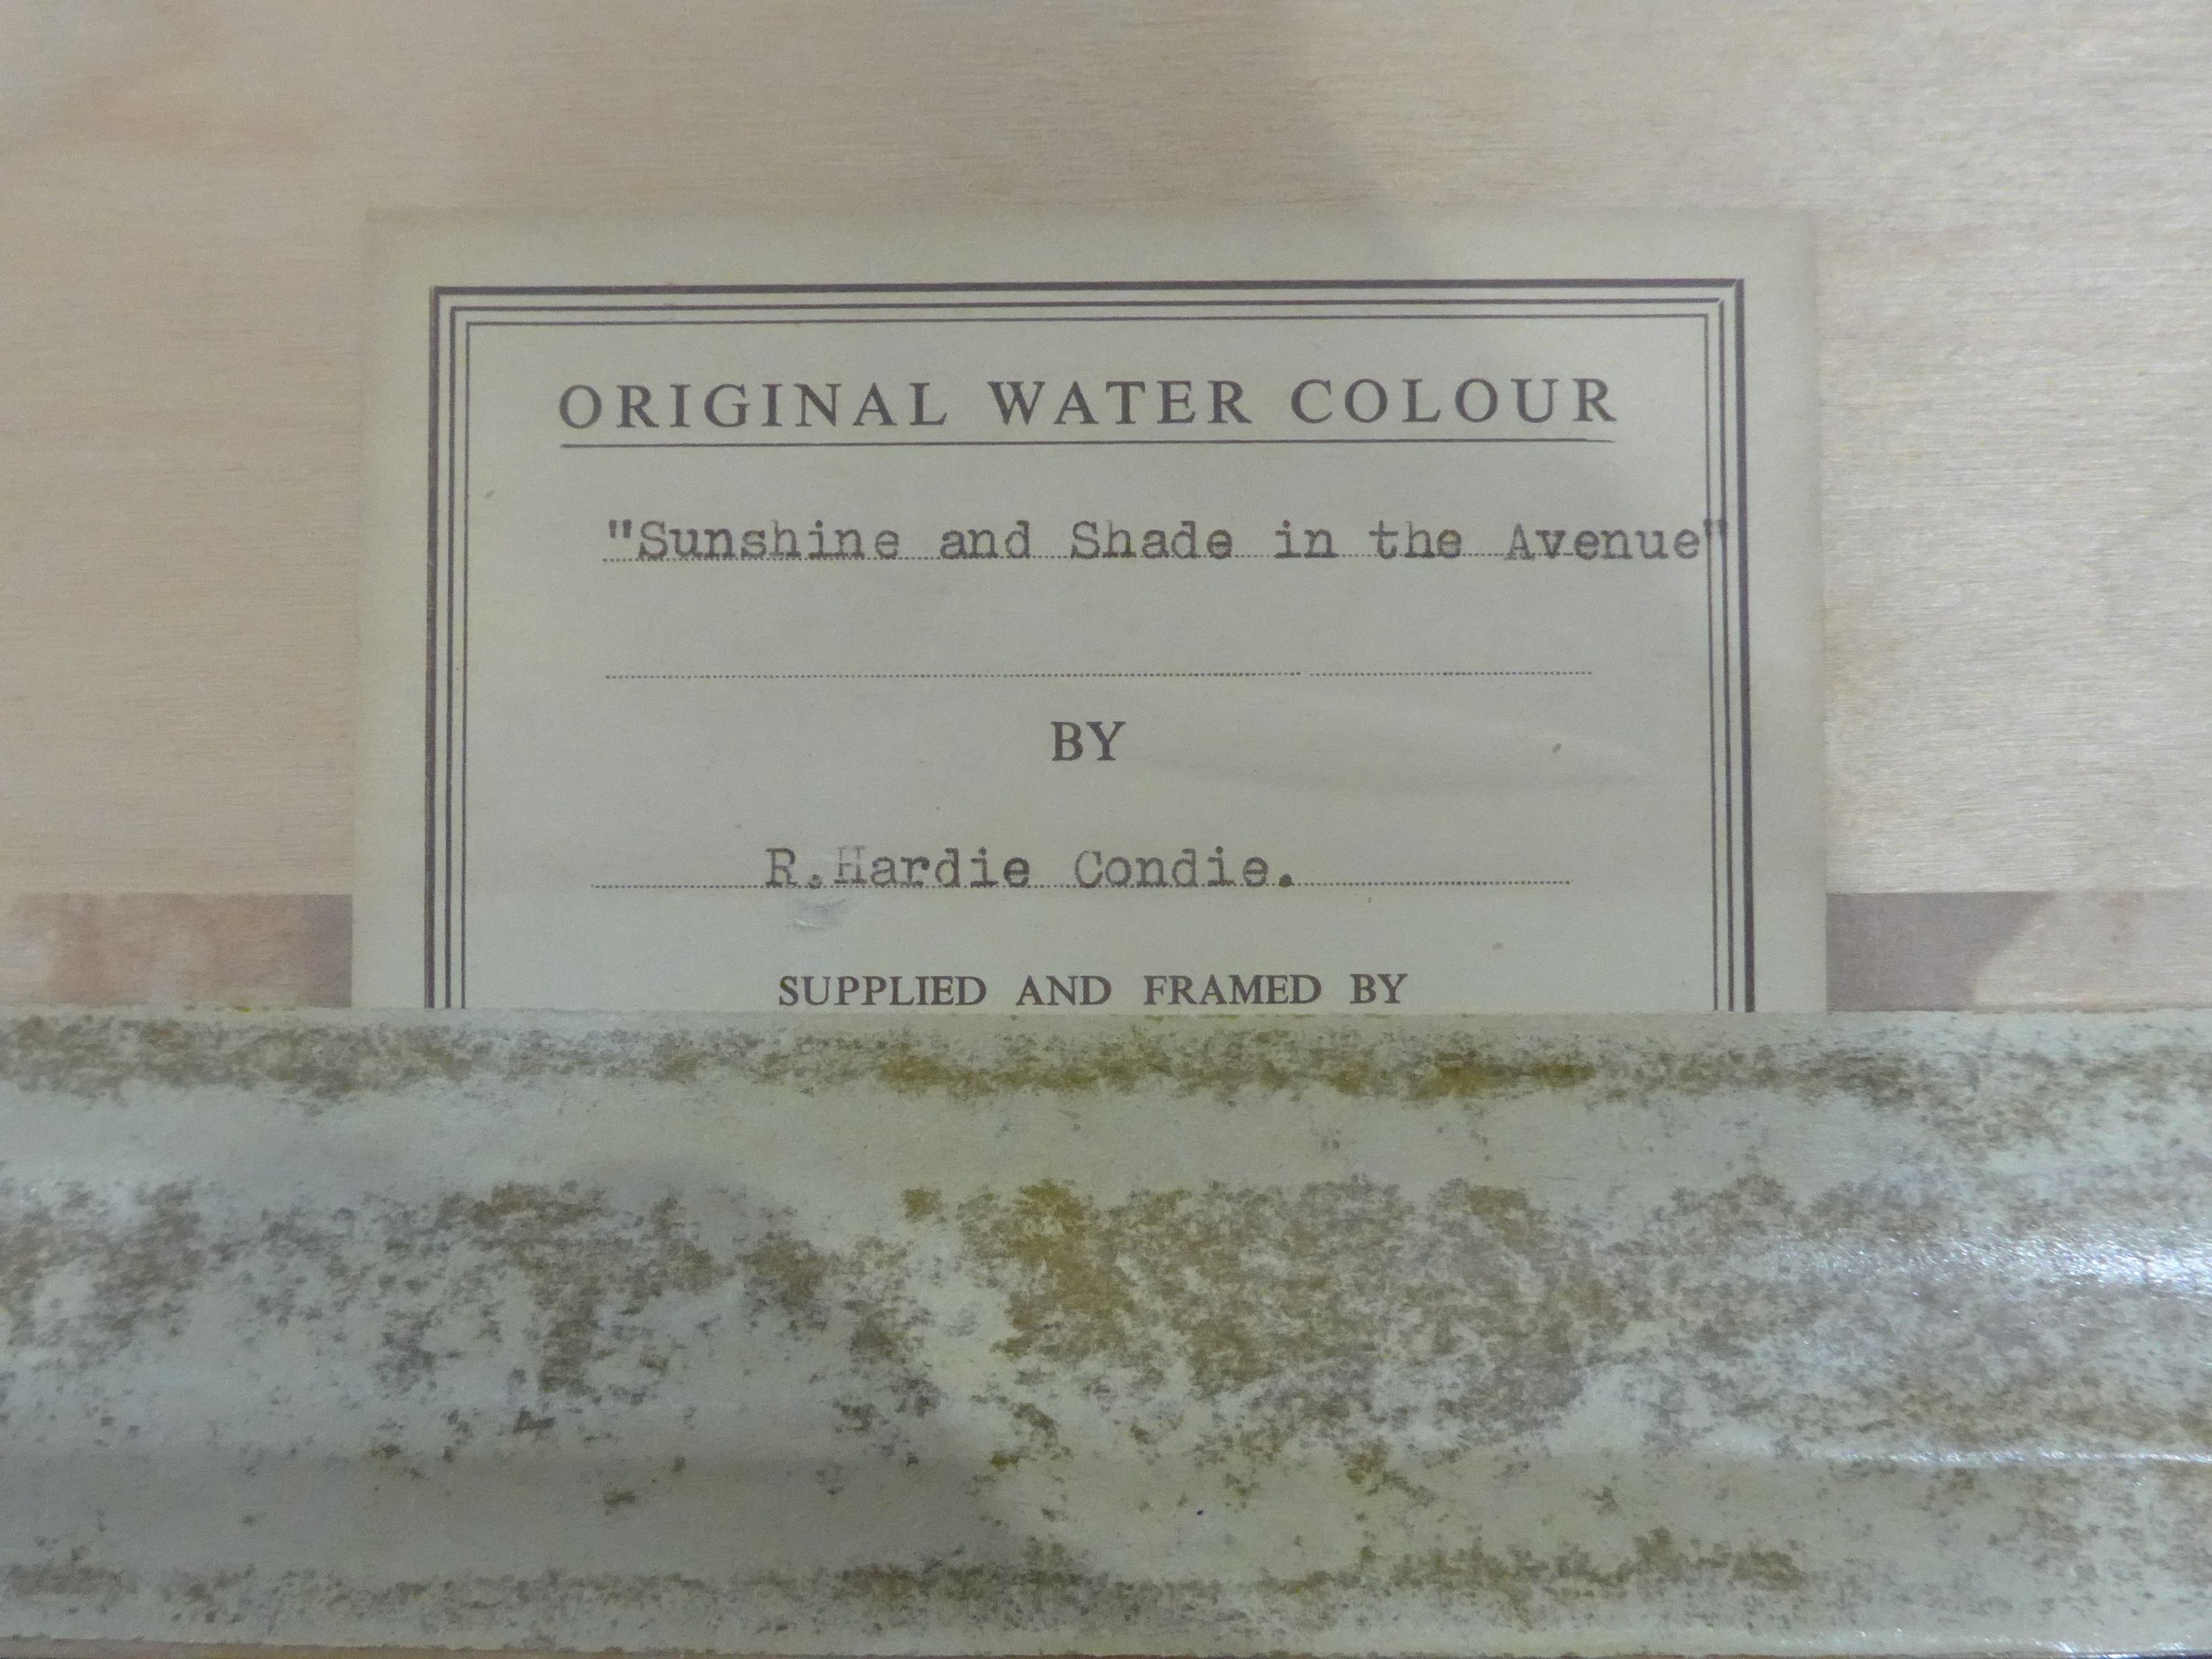 ORIGINAL WATER COLOUR
"Sunshine and Shade in the Avenue"
BY
R.Hardie Condie.
SUPPLIED AND FRAMED BY